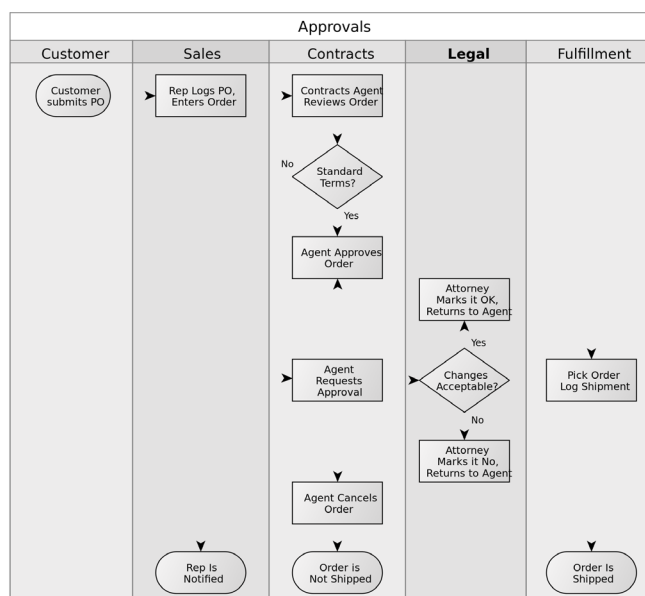 Approvals
Customer
Sales
Contracts
Legal
Fulfillment
Customer
submits PO
Rep Logs PO,
Enters Order
Contracts Agent
Reviews Order
No
Standard
Terms?
Yes
Agent Approves
Order
Attorney
Marks it OK,
Returns to Agent
Yes
Agent
Requests
Approval
Changes
Acceptable?
Pick Order
Log Shipment
No
Attorney
Marks it No,
Returns to Agent
Agent Cancels
Order
Rep Is
Notified
Order is
Not Shipped
Order Is
Shipped